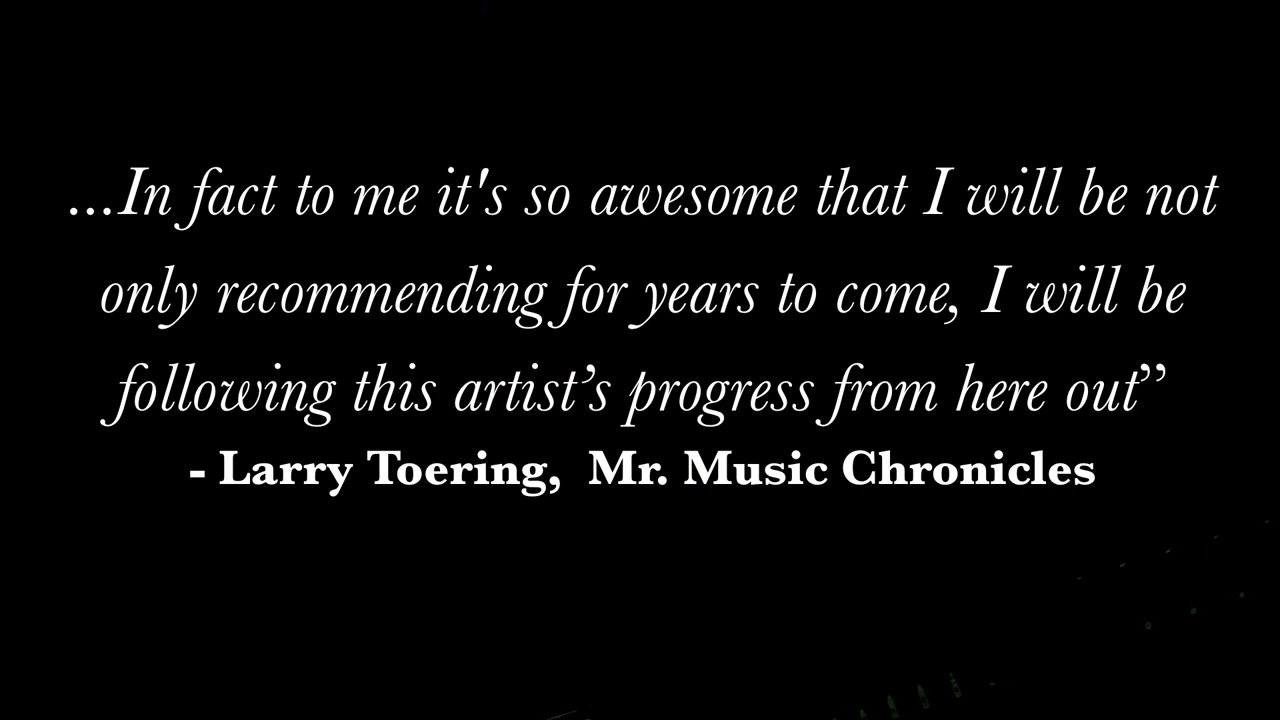 ...In fact to me it's so awesome that I will be not
only recommending for years to come, I will be
following this artist’s progress from here out”
- Larry Toering,  Mr. Music Chronicles